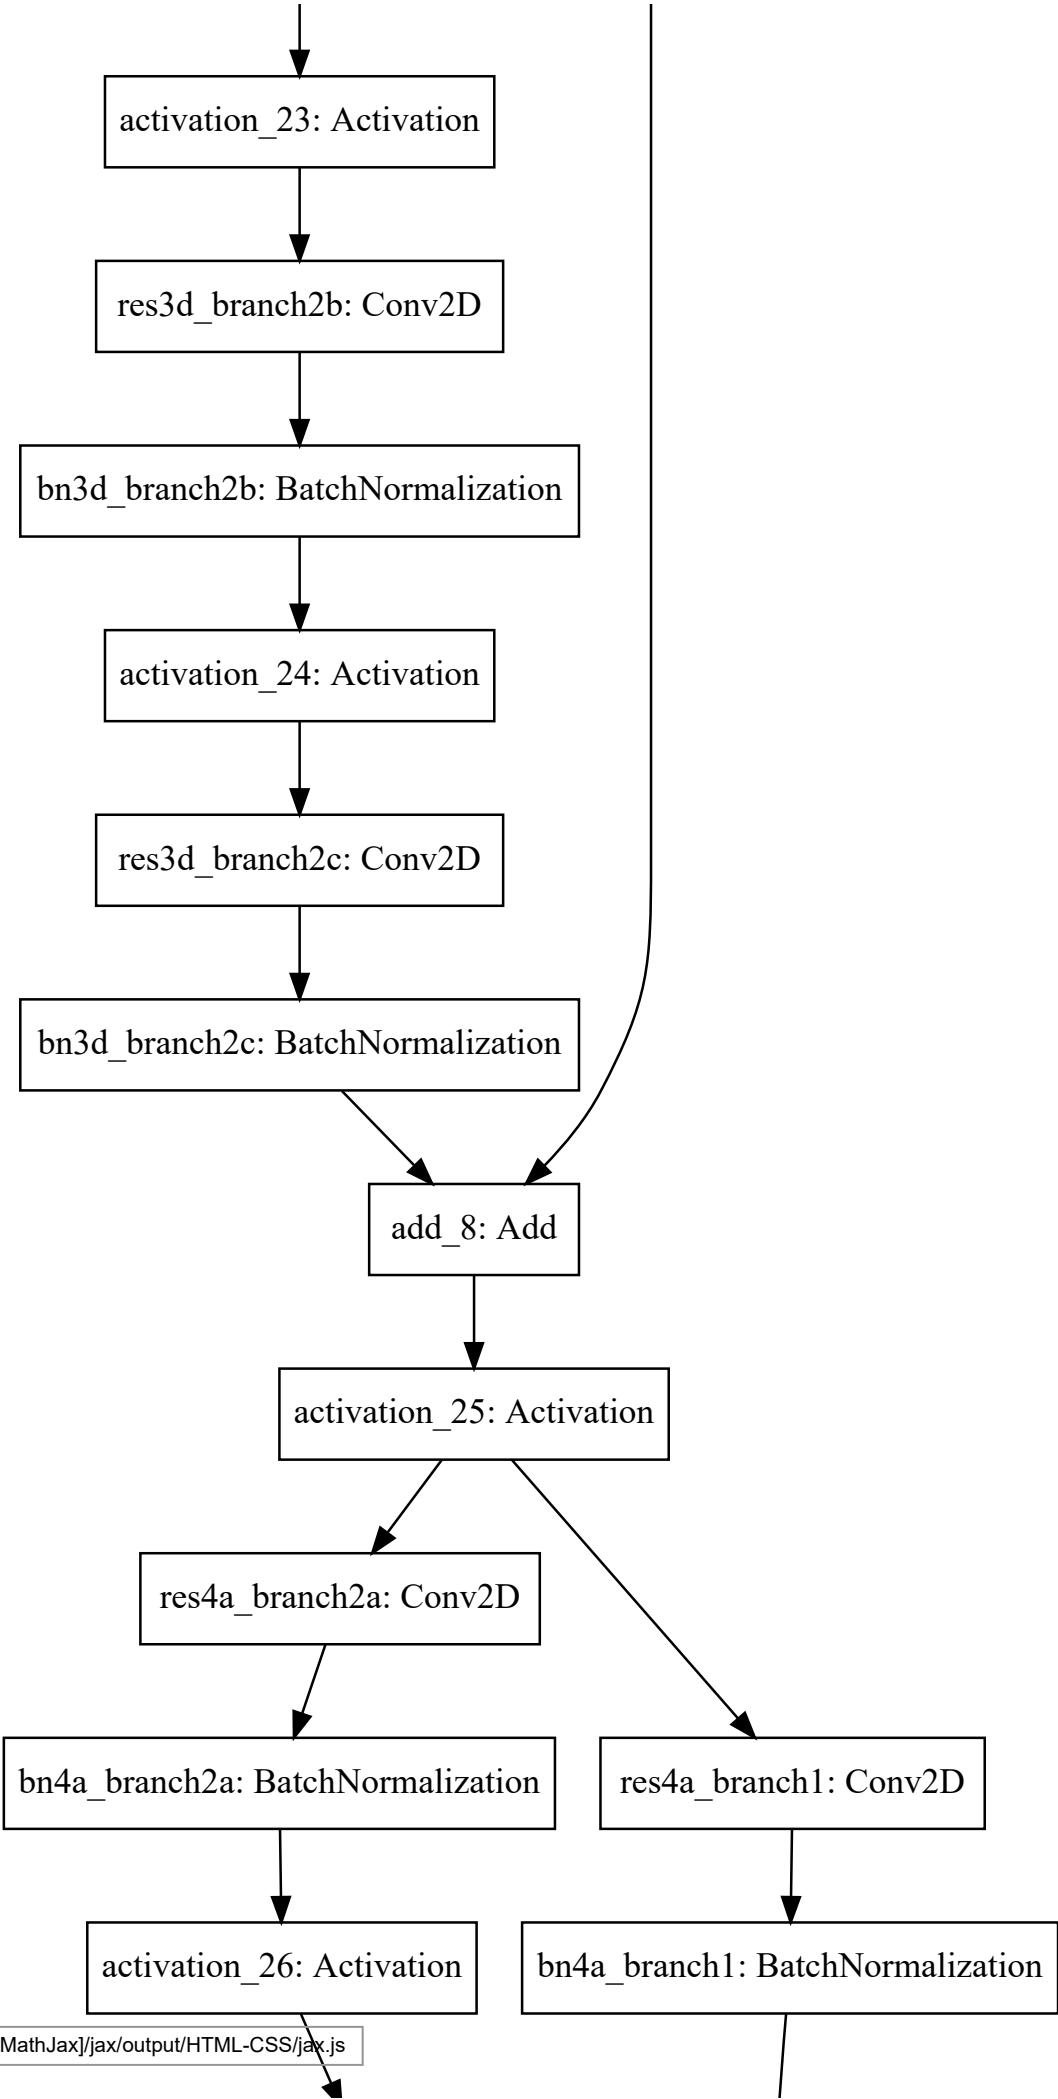 activation_23: Activation
res3d_branch2b: Conv2D
bn3d_branch2b: BatchNormalization
activation_24: Activation
res3d_branch2c: Conv2D
bn3d_branch2c: BatchNormalization
add_8: Add
activation_25: Activation
res4a_branch2a: Conv2D
bn4a_branch2a: BatchNormalization
res4a_branch1: Conv2D
activation_26: Activation
bn4a_branch1: BatchNormalization
MathJax]/jax/output/HTML-CSS/jax.js